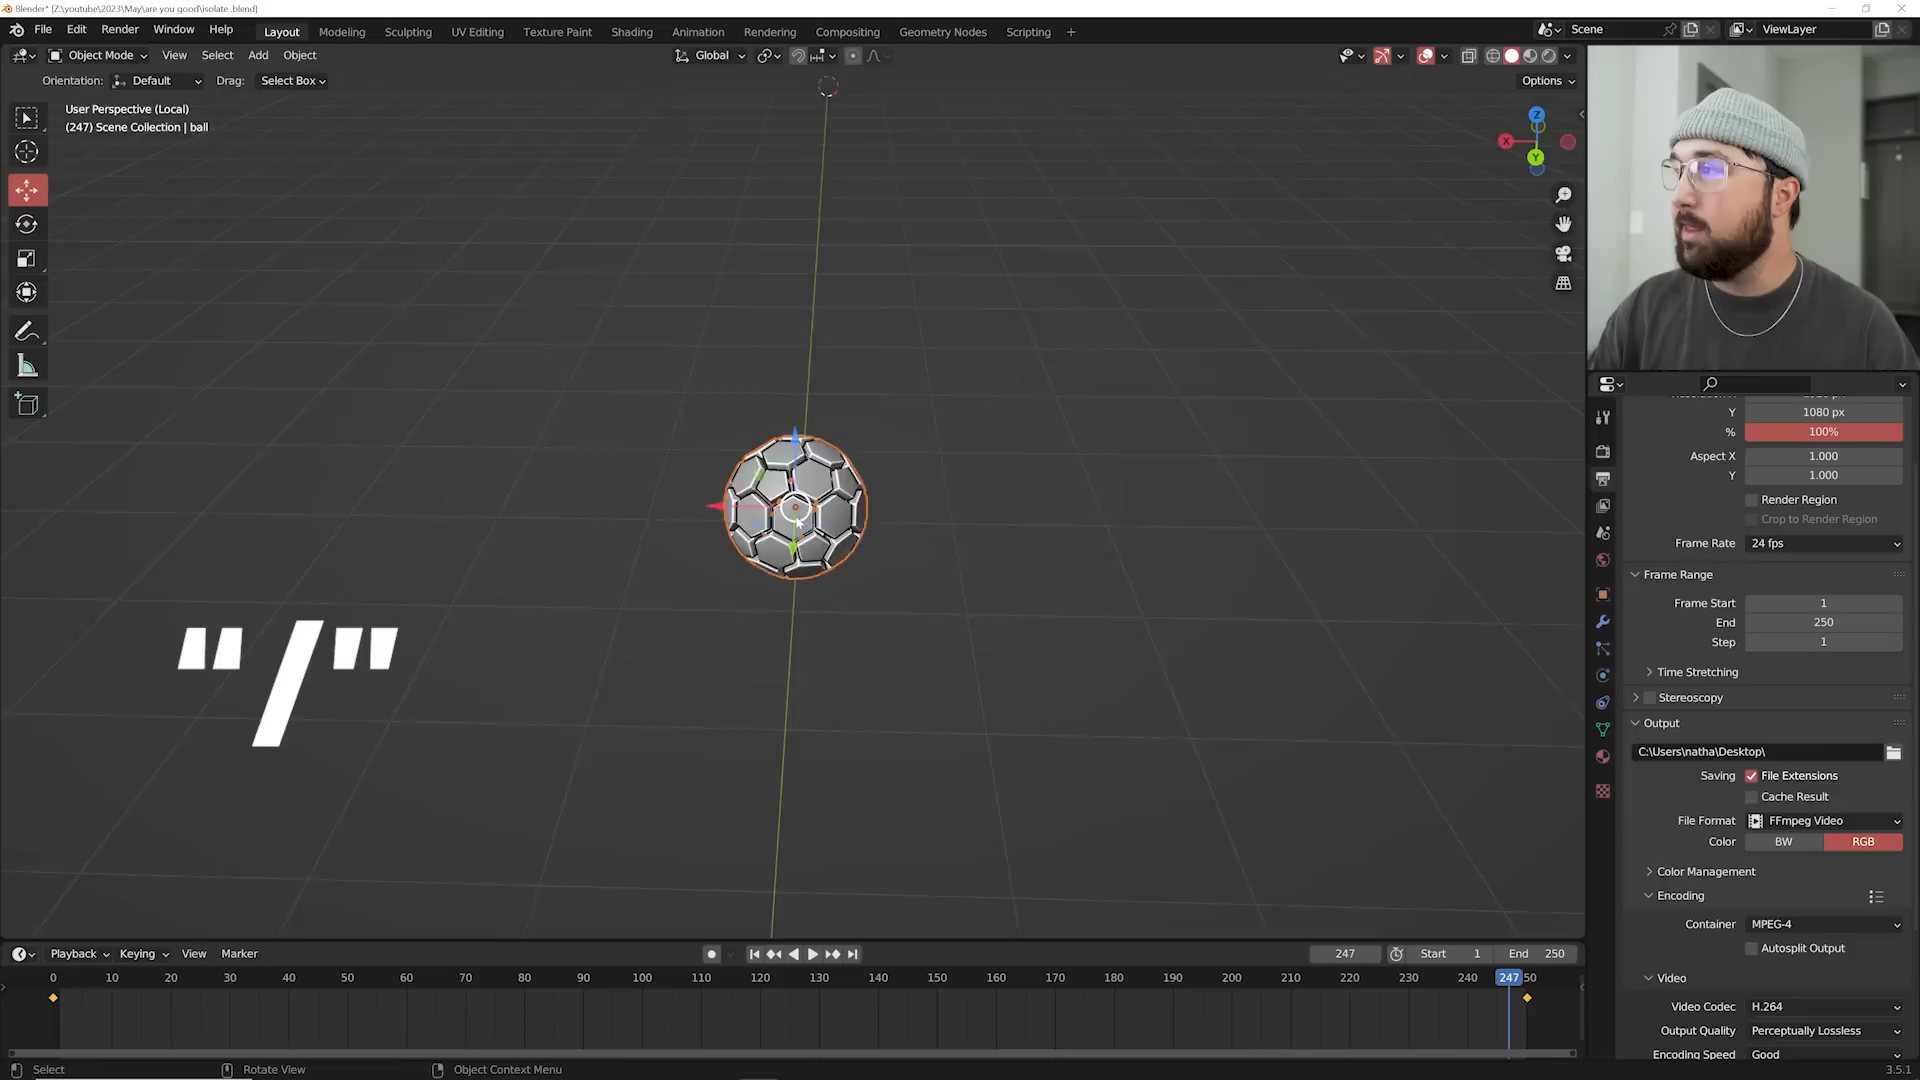 Blender* [Z:\youtube\2023\May\are you good\isolate .blend]
File Edit Render Window Help Layout Modeling Sculpting UV Editing Texture Paint Shading Animation Rendering Compositing Geometry Nodes Scripting + Scene ViewLayer
Object Mode View Select Add Object Global
Orientation: Default Drag: Select Box Options
User Perspective (Local)
(247) Scene Collection | ball
Z
X
Y
"/"
Y 1080 px
% 100%
Aspect X 1.000
Y 1.000
Render Region
Crop to Render Region
Frame Rate 24 fps
Frame Range
Frame Start 1
End 250
Step 1
Time Stretching
Stereoscopy
Output
C:\Users\natha\Desktop\
Saving File Extensions
Cache Result
File Format FFmpeg Video
Color BW RGB
Color Management
Encoding
Container MPEG-4
Autosplit Output
Video
Video Codec H.264
Output Quality Perceptually Lossless
Encoding Speed Good
Playback Keying View Marker 247 Start 1 End 250
0 10 20 30 40 50 60 70 80 90 100 110 120 130 140 150 160 170 180 190 200 210 220 230 240 247 50
Select Rotate View Object Context Menu 3.5.1